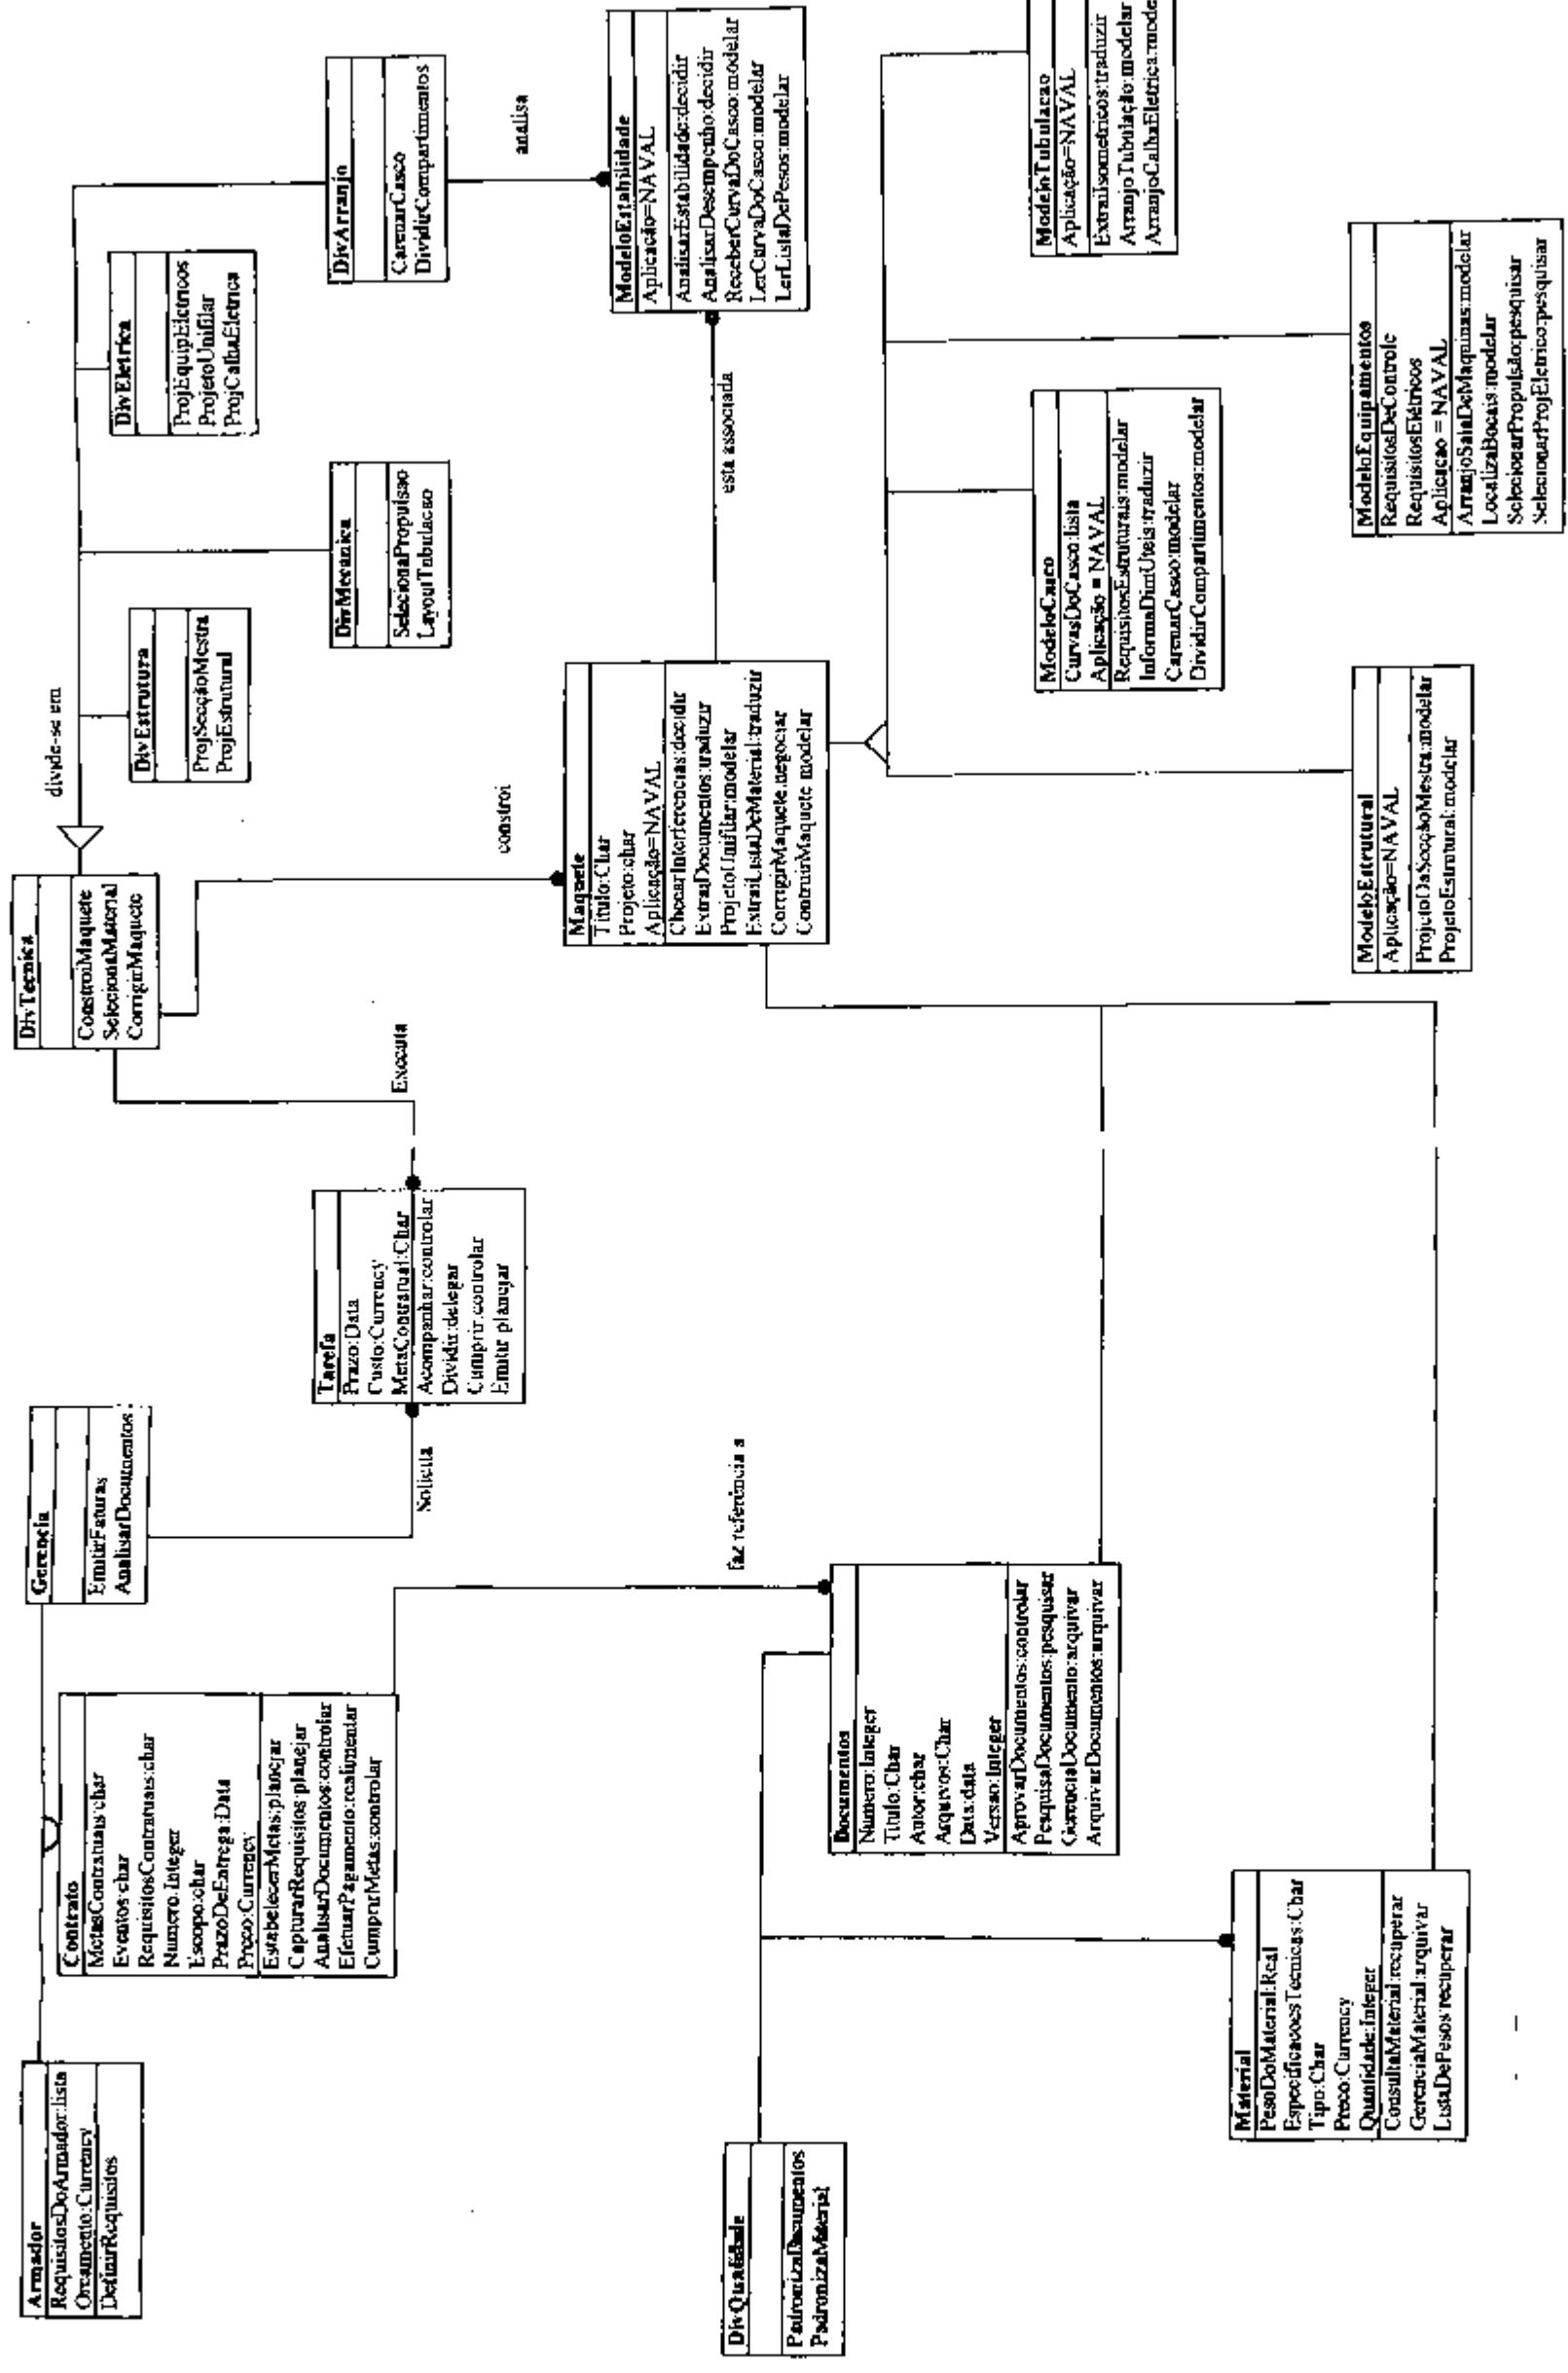 Armador
RequisitosDoArmador:lista
Orcamento:Currency
DefinirRequisitos
Contrato
MetasContratuais:char
Eventos:char
RequisitosContratuais:char
Numero:Integer
Escopo:char
PrazoDeEntrega:Data
Preco:Currency
EstabelecerMetas:planejar
CapturarRequisitos:planejar
AnalisarDocumentos:controlar
EfetuarPagamento:realimentar
CumprirMetas:controlar
Gerencia
EmitirFaturas
AnalisarDocumentos
Solicita
Tarefa
Prazo:Data
Custo:Currency
MetaContratual:Char
Acompanhar:controlar
Dividir:delegar
Cumprir:controlar
Emitir planejar
Executa
DivTecnica
ConstroiMaquete
SelecionaMaterial
CorrigirMaquete
divide-se em
DivEstrutura
ProjSecçãoMestra
ProjEstrutural
DivMecanica
SelecionaPropulsao
LayoutTubulacao
DivEletrica
ProjEquipEletricos
ProjetoUnifilar
ProjCalhaEletrica
DivArranjo
CarenarCasco
DividirCompartimentos
analisa
constroi
Maquete
Titulo:Char
Projeto:char
Aplicação=NAVAL
ChecarInterferencias:decidir
ExtraiDocumentos:traduzir
ProjetoUnifilar:modelar
ExtraiListaDeMaterial:traduzir
CorrigirMaquete:negociar
ContruirMaquete modelar
esta associada
ModeloEstabilidade
Aplicação=NAVAL
AnalisarEstabilidade:decidir
AnalisarDesempenho:decidir
ReceberCurvaDoCasco:modelar
LerCurvaDoCasco:modelar
LerListaDePesos:modelar
faz referência a
DivQualidade
PadronizaDocumentos
PadronizaMaterial
Documentos
Numero:Integer
Titulo:Char
Autor:char
Arquivos:Char
Data:data
Versao:Integer
AprovarDocumentos:controlar
PesquisaDocumentos:pesquisar
GerenciaDocumento:arquivar
ArquivarDocumentos:arquivar
Material
PesoDoMaterial:Real
EspecificacoesTecnicas:Char
Tipo:Char
Preco:Currency
Quantidade:Integer
ConsultaMaterial:recuperar
GerenciaMaterial:arquivar
ListaDePesos:recuperar
ModeloEstrutural
Aplicação=NAVAL
ProjetoDaSecçãoMestra:modelar
ProjetoEstrutural:modelar
ModeloCasco
CurvasDoCasco:lista
Aplicação = NAVAL
RequisitosEstruturais:modelar
InformaDimUteis:traduzir
CarenarCasco:modelar
DividirCompartimentos:modelar
ModeloEquipamentos
RequisitosDeControle
RequisitosElétricos
Aplicacao = NAVAL
ArranjoSalaDeMaquinas:modelar
LocalizaBocais:modelar
SelecionarPropulsão:pesquisar
SelecionarProjEletrico:pesquisar
ModeloTubulacao
Aplicação=NAVAL
ExtraiIsometricos:traduzir
ArranjoTubulação:modelar
ArranjoCalhaEletrica:mode